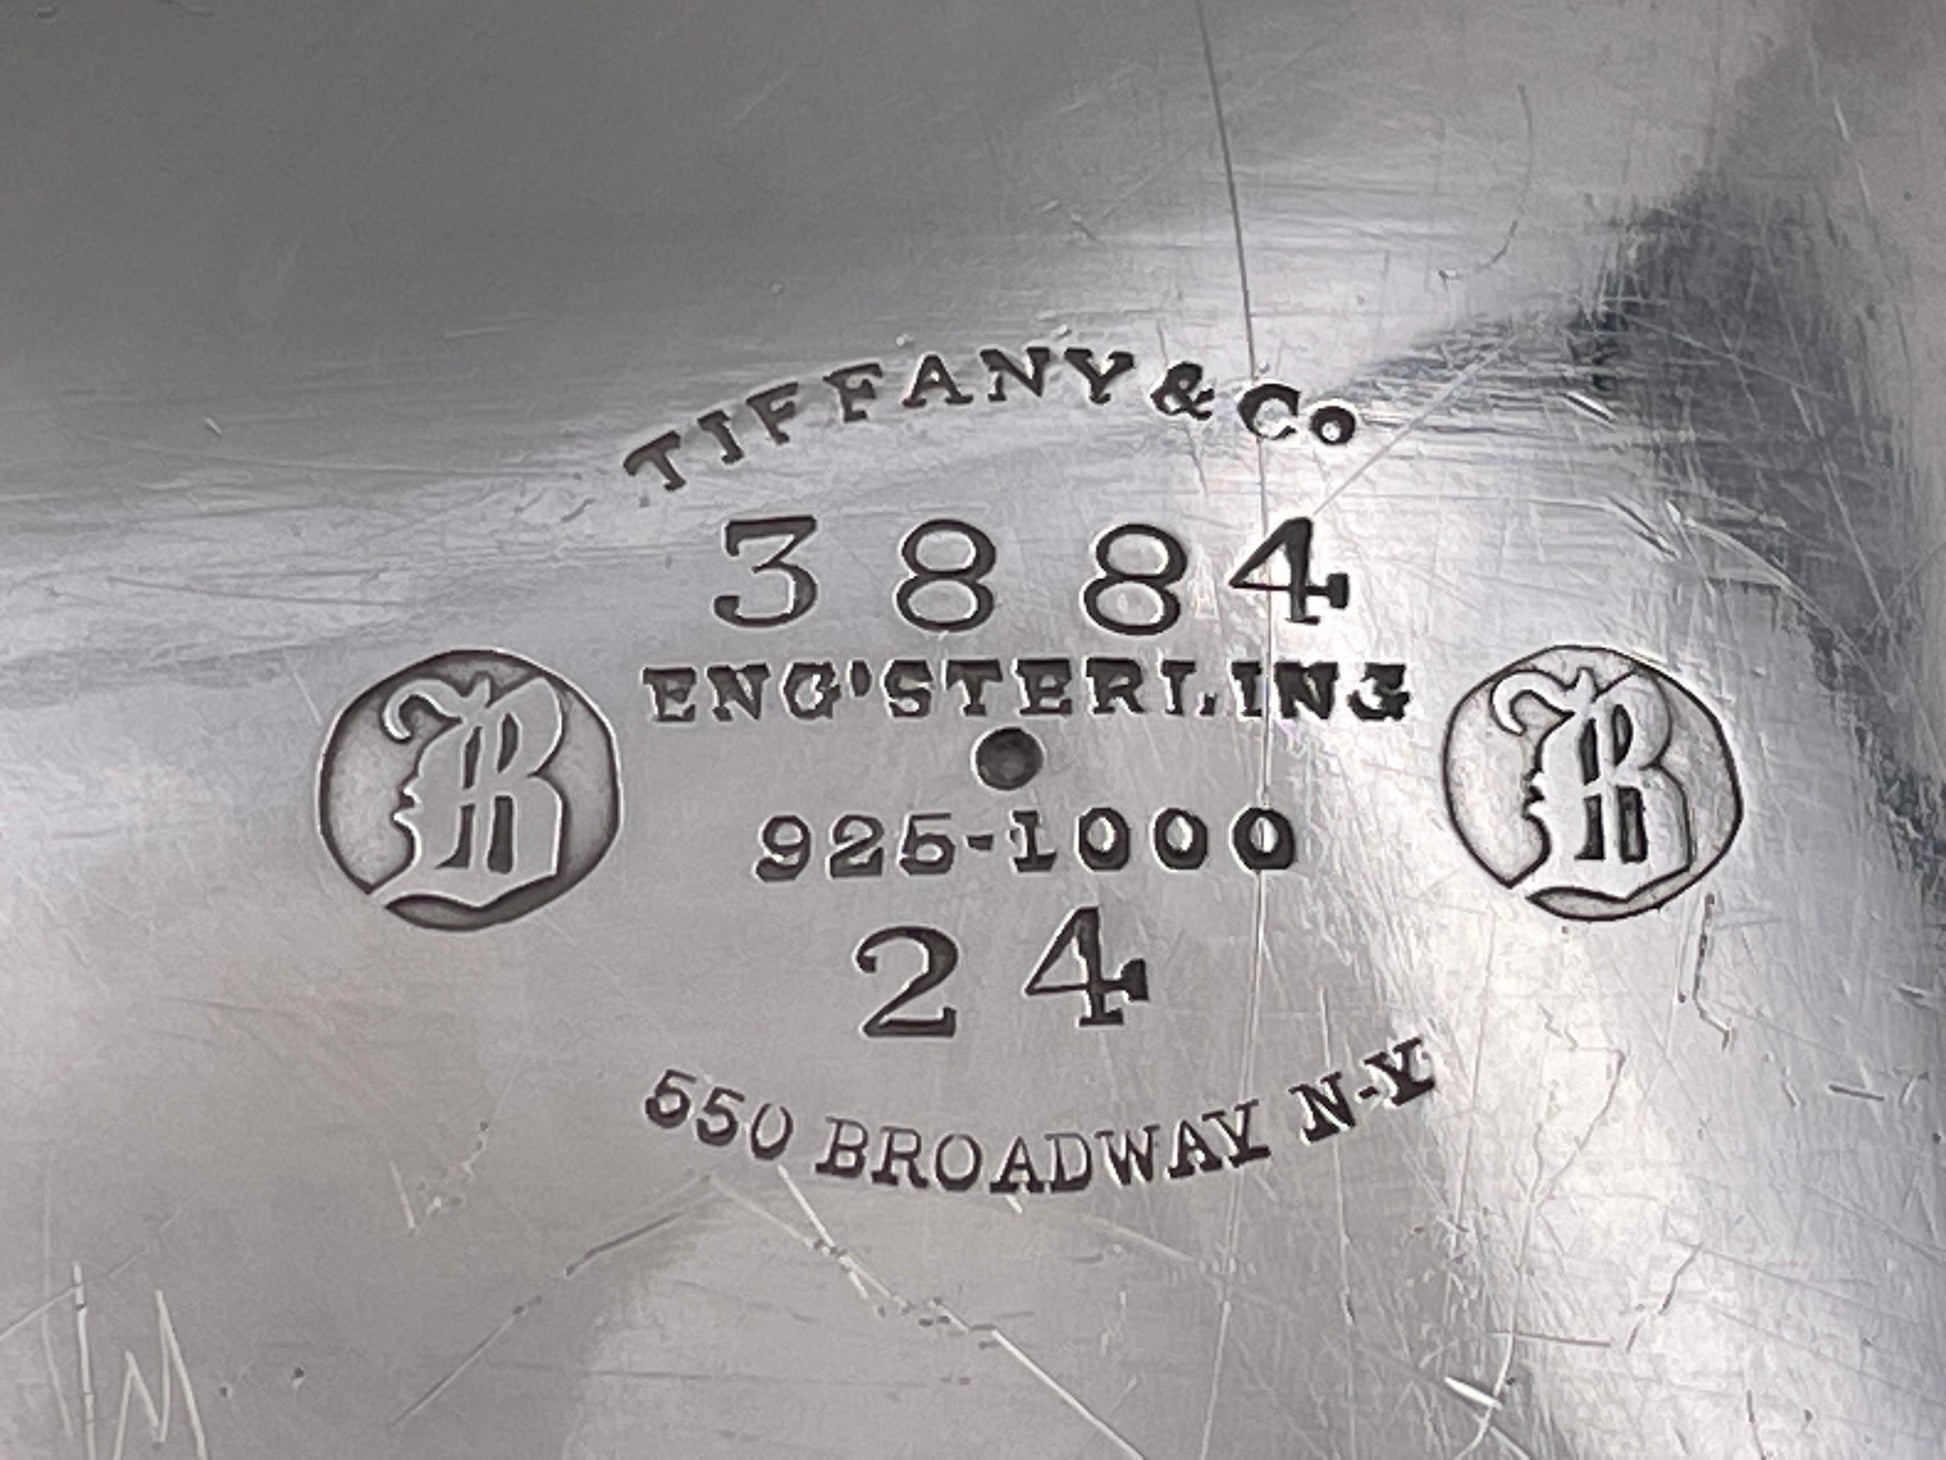 TIFFANY & Co
3884
ENG'STERLING
B B
925-1000
24
550 BROADWAY N-Y